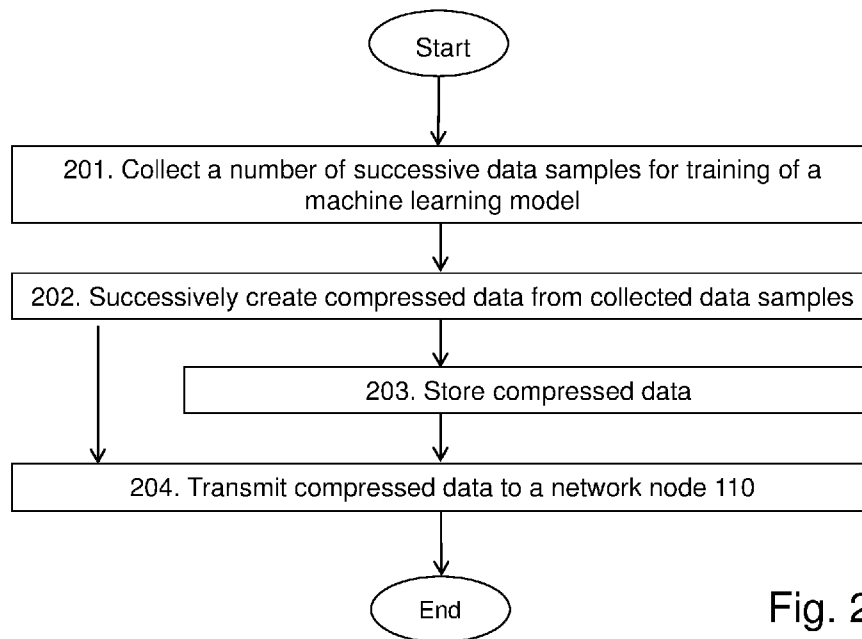 Start
201. Collect a number of successive data samples for training of a
machine learning model
202. Successively create compressed data from collected data samples
203. Store compressed data
204. Transmit compressed data to a network node 110
End
Fig. 2